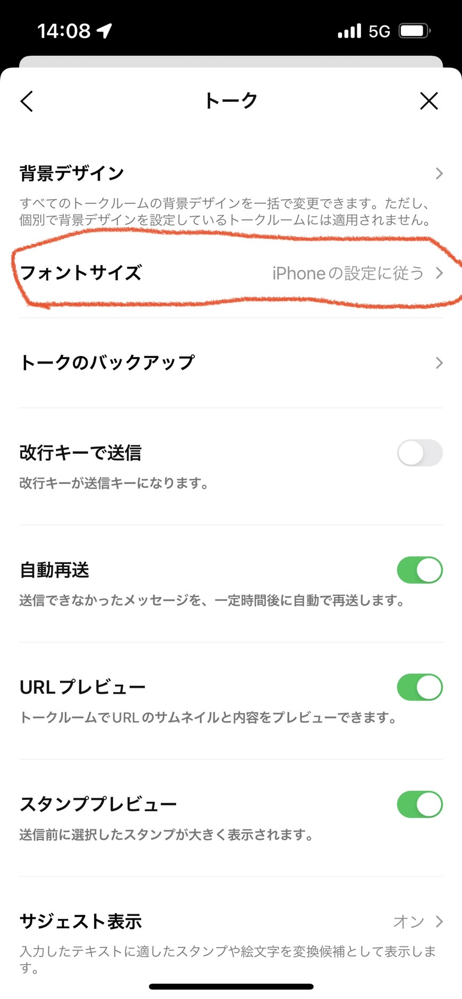 14:08 5G
トーク
背景デザイン
すべてのトークルームの背景デザインを一括で変更できます。ただし、
個別で背景デザインを設定しているトークルームには適用されません。
フォントサイズ iPhoneの設定に従う
トークのバックアップ
改行キーで送信
改行キーが送信キーになります。
自動再送
送信できなかったメッセージを、一定時間後に自動で再送します。
URLプレビュー
トークルームでURLのサムネイルと内容をプレビューできます。
スタンププレビュー
送信前に選択したスタンプが大きく表示されます。
サジェスト表示 オン
入力したテキストに適したスタンプや絵文字を変換候補として表示しま
す。